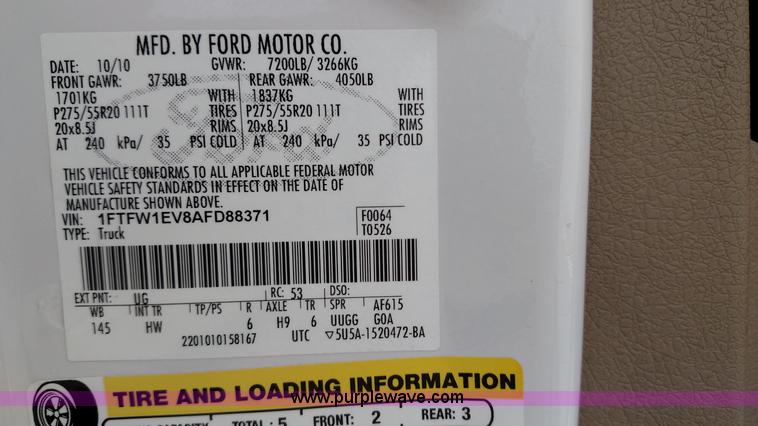 MFD. BY FORD MOTOR CO.
DATE: 10/10 GVWR: 7200LB/ 3266KG
FRONT GAWR: 3750LB REAR GAWR: 4050LB
1701KG WITH 1837KG WITH
P275/55R20 111T TIRES P275/55R20 111T TIRES
20x8.5J RIMS 20x8.5J RIMS
AT 240 kPa/ 35 PSI COLD AT 240 kPa/ 35 PSI COLD
THIS VEHICLE CONFORMS TO ALL APPLICABLE FEDERAL MOTOR
VEHICLE SAFETY STANDARDS IN EFFECT ON THE DATE OF
MANUFACTURE SHOWN ABOVE.
VIN: 1FTFW1EV8AFD88371 F0064
TYPE: Truck T0526
EXT PNT: UG RC: 53 DSO:
WB INT TR TP/PS R AXLE TR SPR AF615
145 HW 6 H9 6 UUGG GOA
2201010158167 UTC ▽5U5A-1520472-BA
TIRE AND LOADING INFORMATION
www.purplewave.com
TOTAL: 5 FRONT: 2 REAR: 3